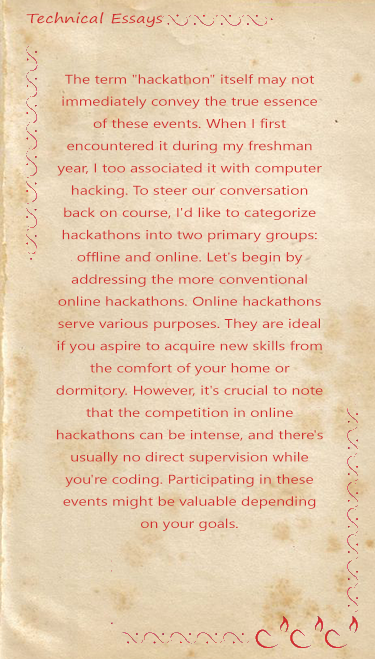 Technical Essays
The term "hackathon" itself may not
immediately convey the true essence
of these events. When I first
encountered it during my freshman
year, I too associated it with computer
hacking. To steer our conversation
back on course, I'd like to categorize
hackathons into two primary groups:
offline and online. Let's begin by
addressing the more conventional
online hackathons. Online hackathons
serve various purposes. They are ideal
if you aspire to acquire new skills from
the comfort of your home or
dormitory. However, it's crucial to note
that the competition in online
hackathons can be intense, and there's
usually no direct supervision while
you're coding. Participating in these
events might be valuable depending
on your goals.